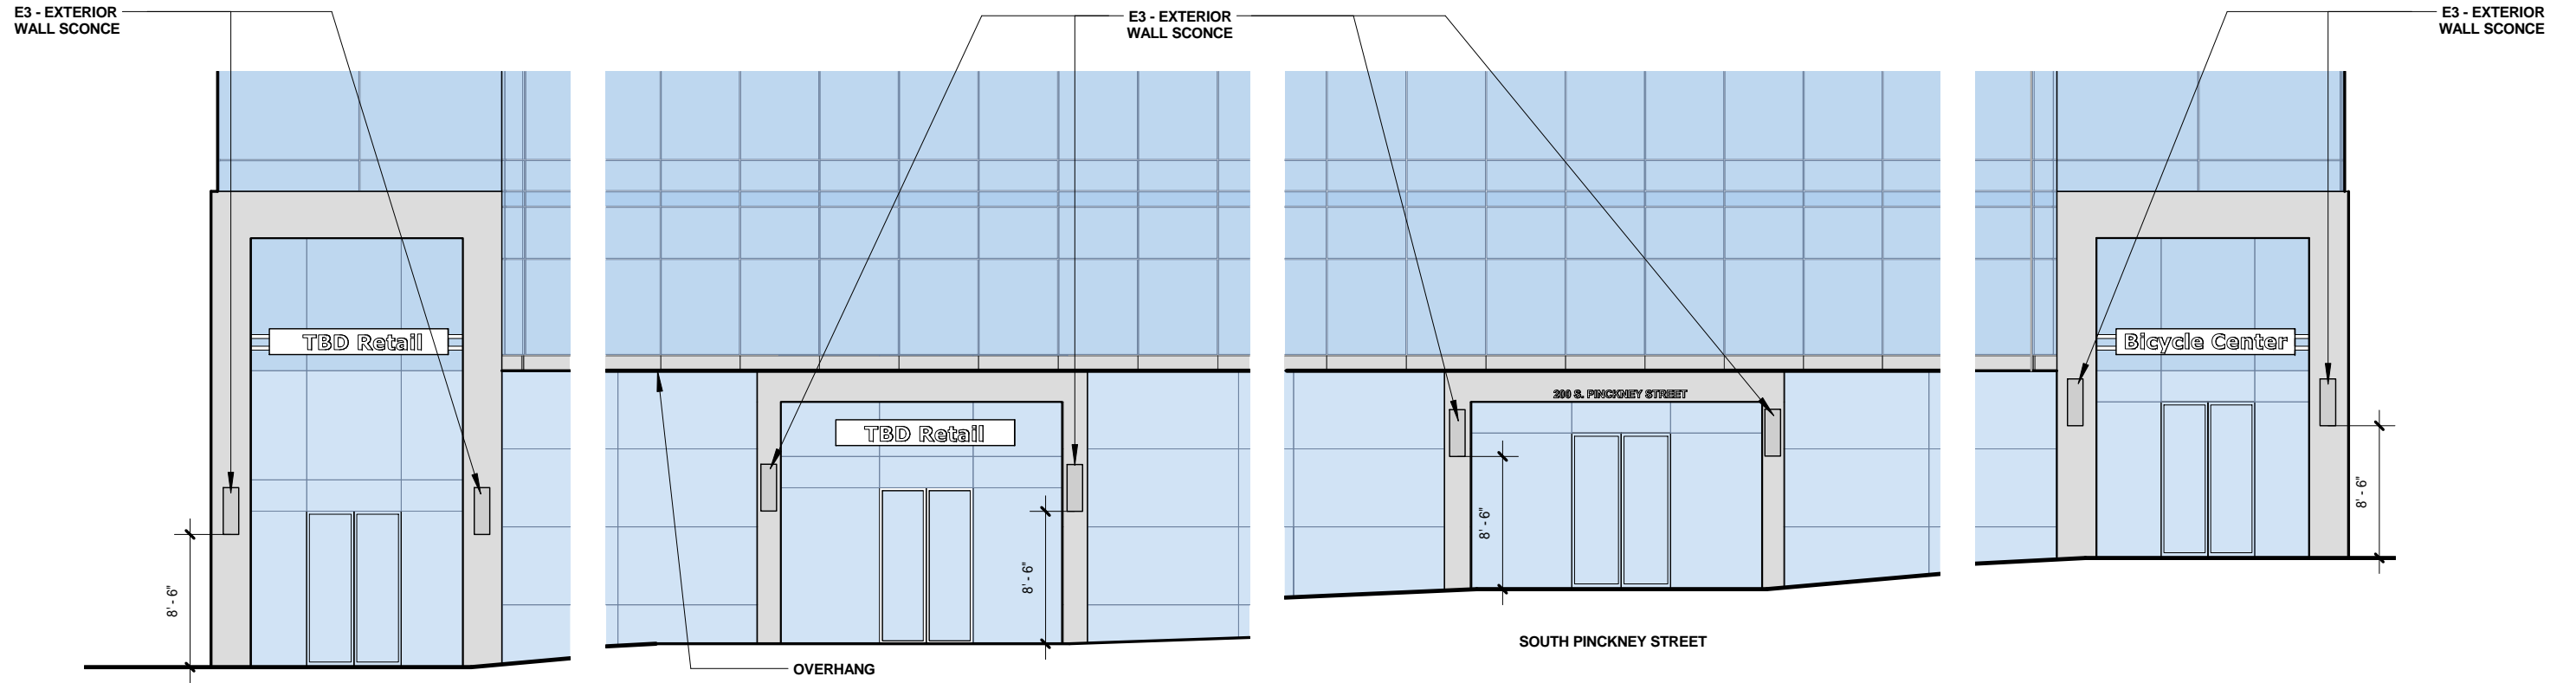 E3 - EXTERIOR
WALL SCONCE
E3 - EXTERIOR
WALL SCONCE
E3 - EXTERIOR
WALL SCONCE
TBD Retail
TBD Retail
200 S. PINCKNEY STREET
Bicycle Center
8' - 6"
8' - 6"
8' - 6"
8' - 6"
SOUTH PINCKNEY STREET
OVERHANG